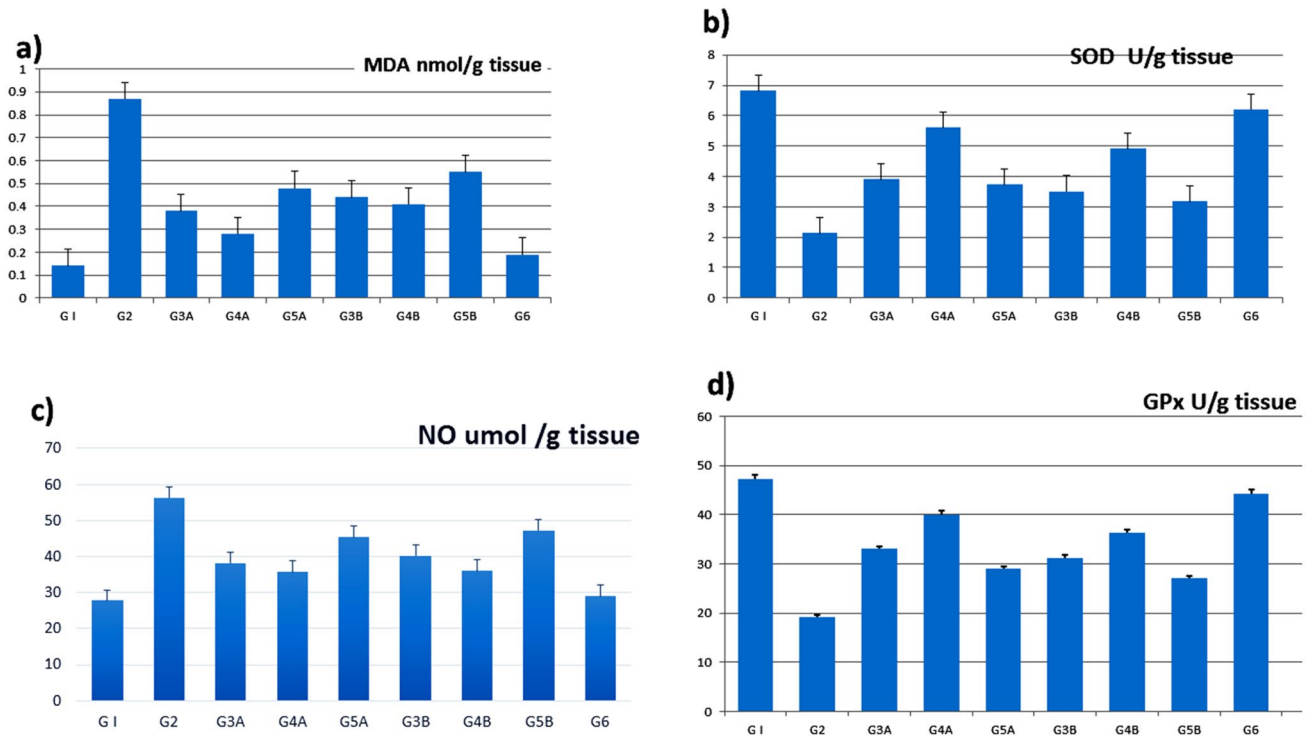 a)
MDA nmol/g tissue
1
0.9
0.8
0.7
0.6
0.5
0.4
0.3
0.2
0.1
0
G I G2 G3A G4A G5A G3B G4B G5B G6
b)
SOD U/g tissue
8
7
6
5
4
3
2
1
0
G I G2 G3A G4A G5A G3B G4B G5B G6
c)
NO umol /g tissue
70
60
50
40
30
20
10
0
G I G2 G3A G4A G5A G3B G4B G5B G6
d)
GPx U/g tissue
60
50
40
30
20
10
0
G I G2 G3A G4A G5A G3B G4B G5B G6